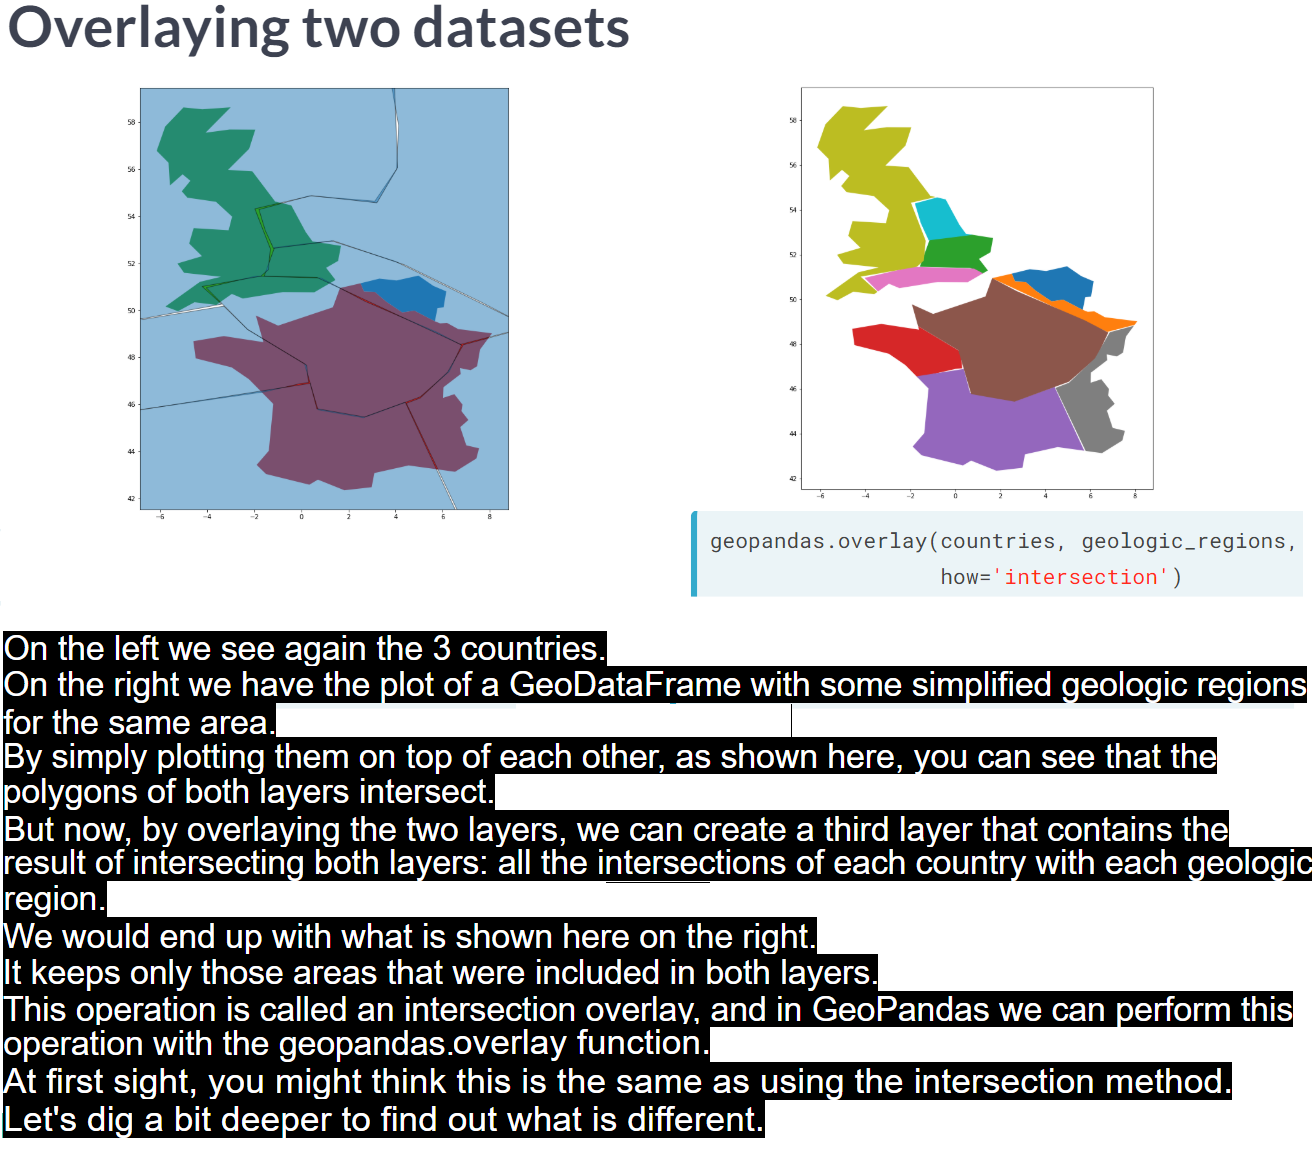 Overlaying two datasets
58
56
54
52
50
48
46
44
42
−6 −4 −2 0 2 4 6 8
58
56
54
52
50
48
46
44
42
−6 −4 −2 0 2 4 6 8
geopandas.overlay(countries, geologic_regions,
how='intersection')
On the left we see again the 3 countries.
On the right we have the plot of a GeoDataFrame with some simplified geologic regions
for the same area.
By simply plotting them on top of each other, as shown here, you can see that the
polygons of both layers intersect.
But now, by overlaying the two layers, we can create a third layer that contains the
result of intersecting both layers: all the intersections of each country with each geologic
region.
We would end up with what is shown here on the right.
It keeps only those areas that were included in both layers.
This operation is called an intersection overlay, and in GeoPandas we can perform this
operation with the geopandas.overlay function.
At first sight, you might think this is the same as using the intersection method.
Let's dig a bit deeper to find out what is different.